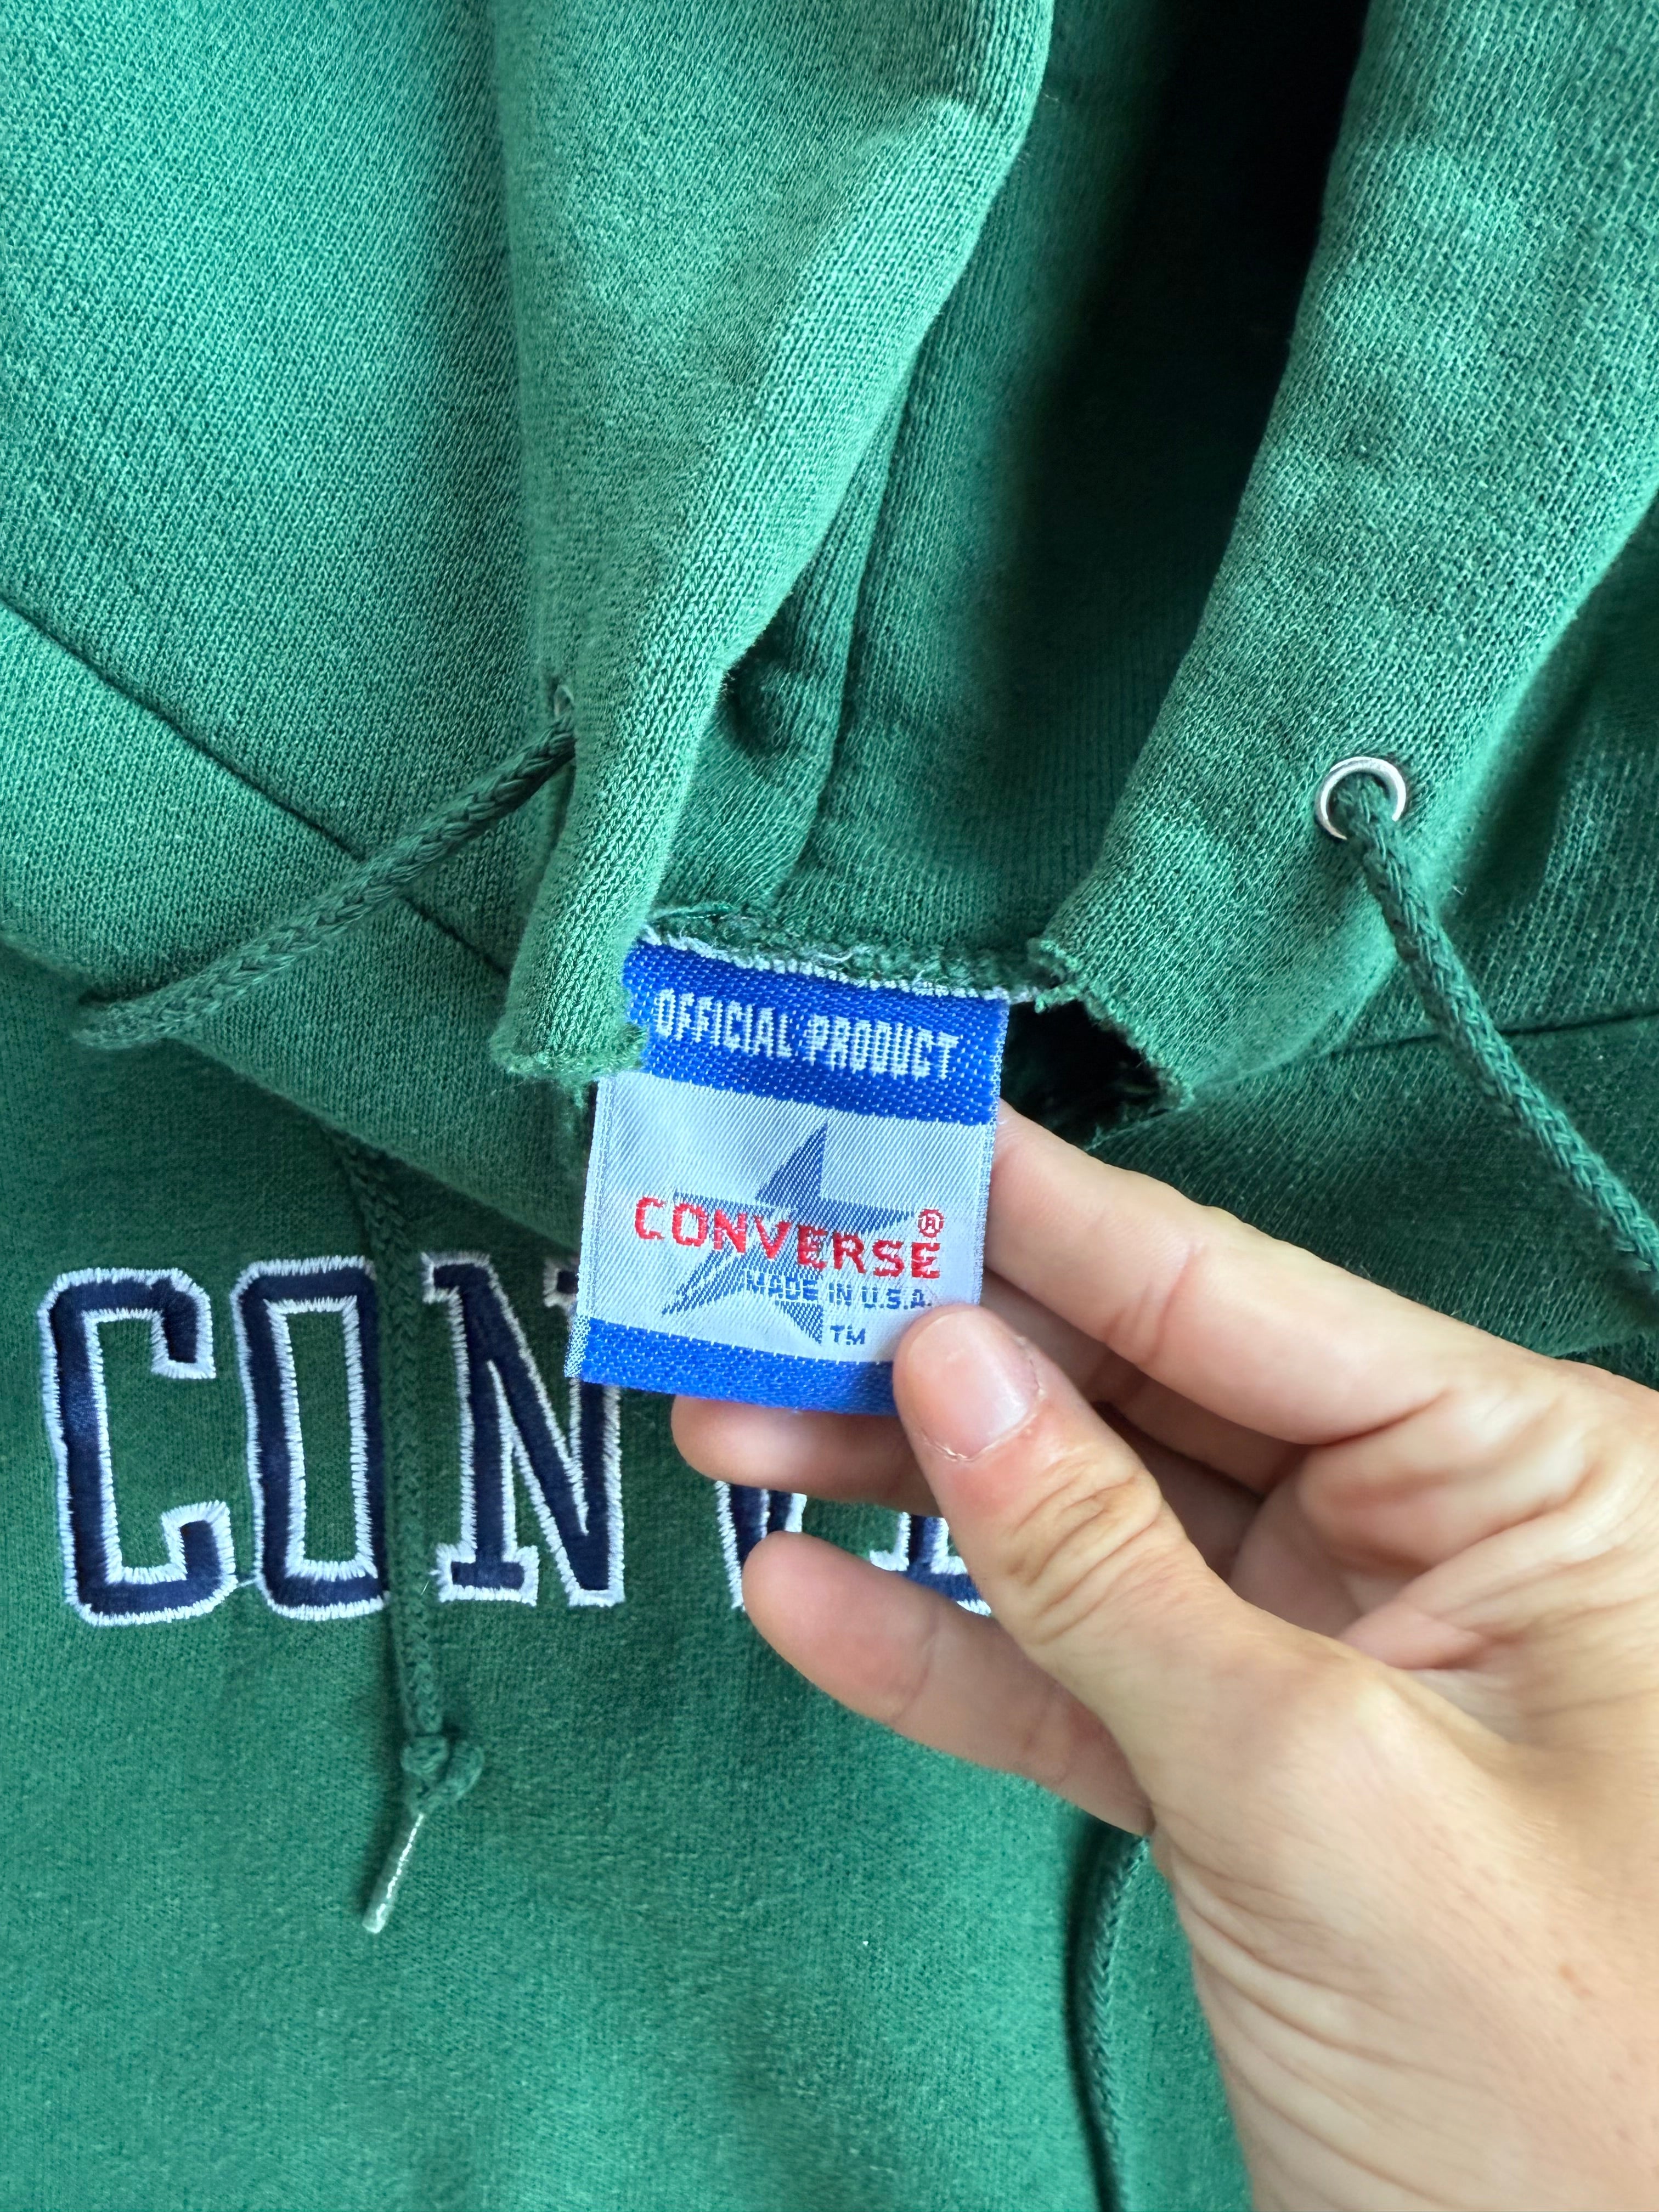 OFFICIAL PRODUCT
CONVERSE®
MADE IN U.S.A.
TM
CON